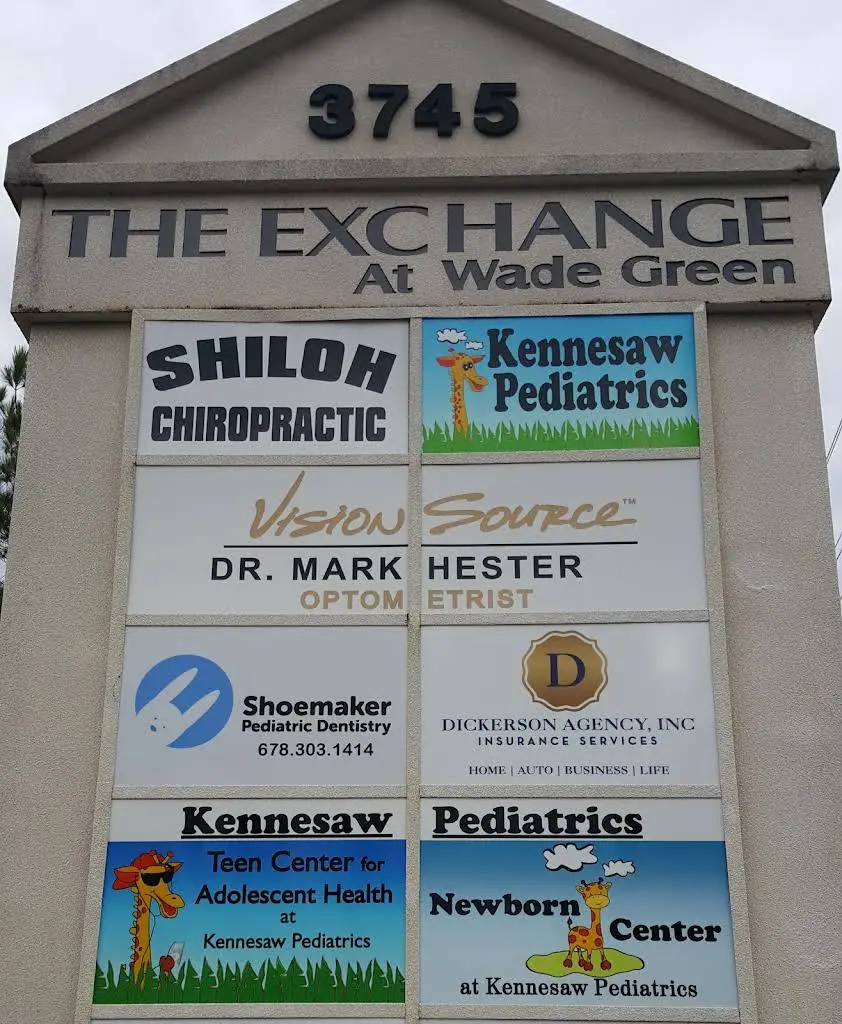 3745
THE EXCHANGE
At Wade Green
SHILOH
CHIROPRACTIC
Kennesaw
Pediatrics
VISION SOURCE™
DR. MARK HESTER
OPTOMETRIST
Shoemaker
Pediatric Dentistry
678.303.1414
D
DICKERSON AGENCY, INC
INSURANCE SERVICES
HOME | AUTO | BUSINESS | LIFE
Kennesaw Pediatrics
Teen Center for
Adolescent Health
at
Kennesaw Pediatrics
Newborn
Center
at Kennesaw Pediatrics